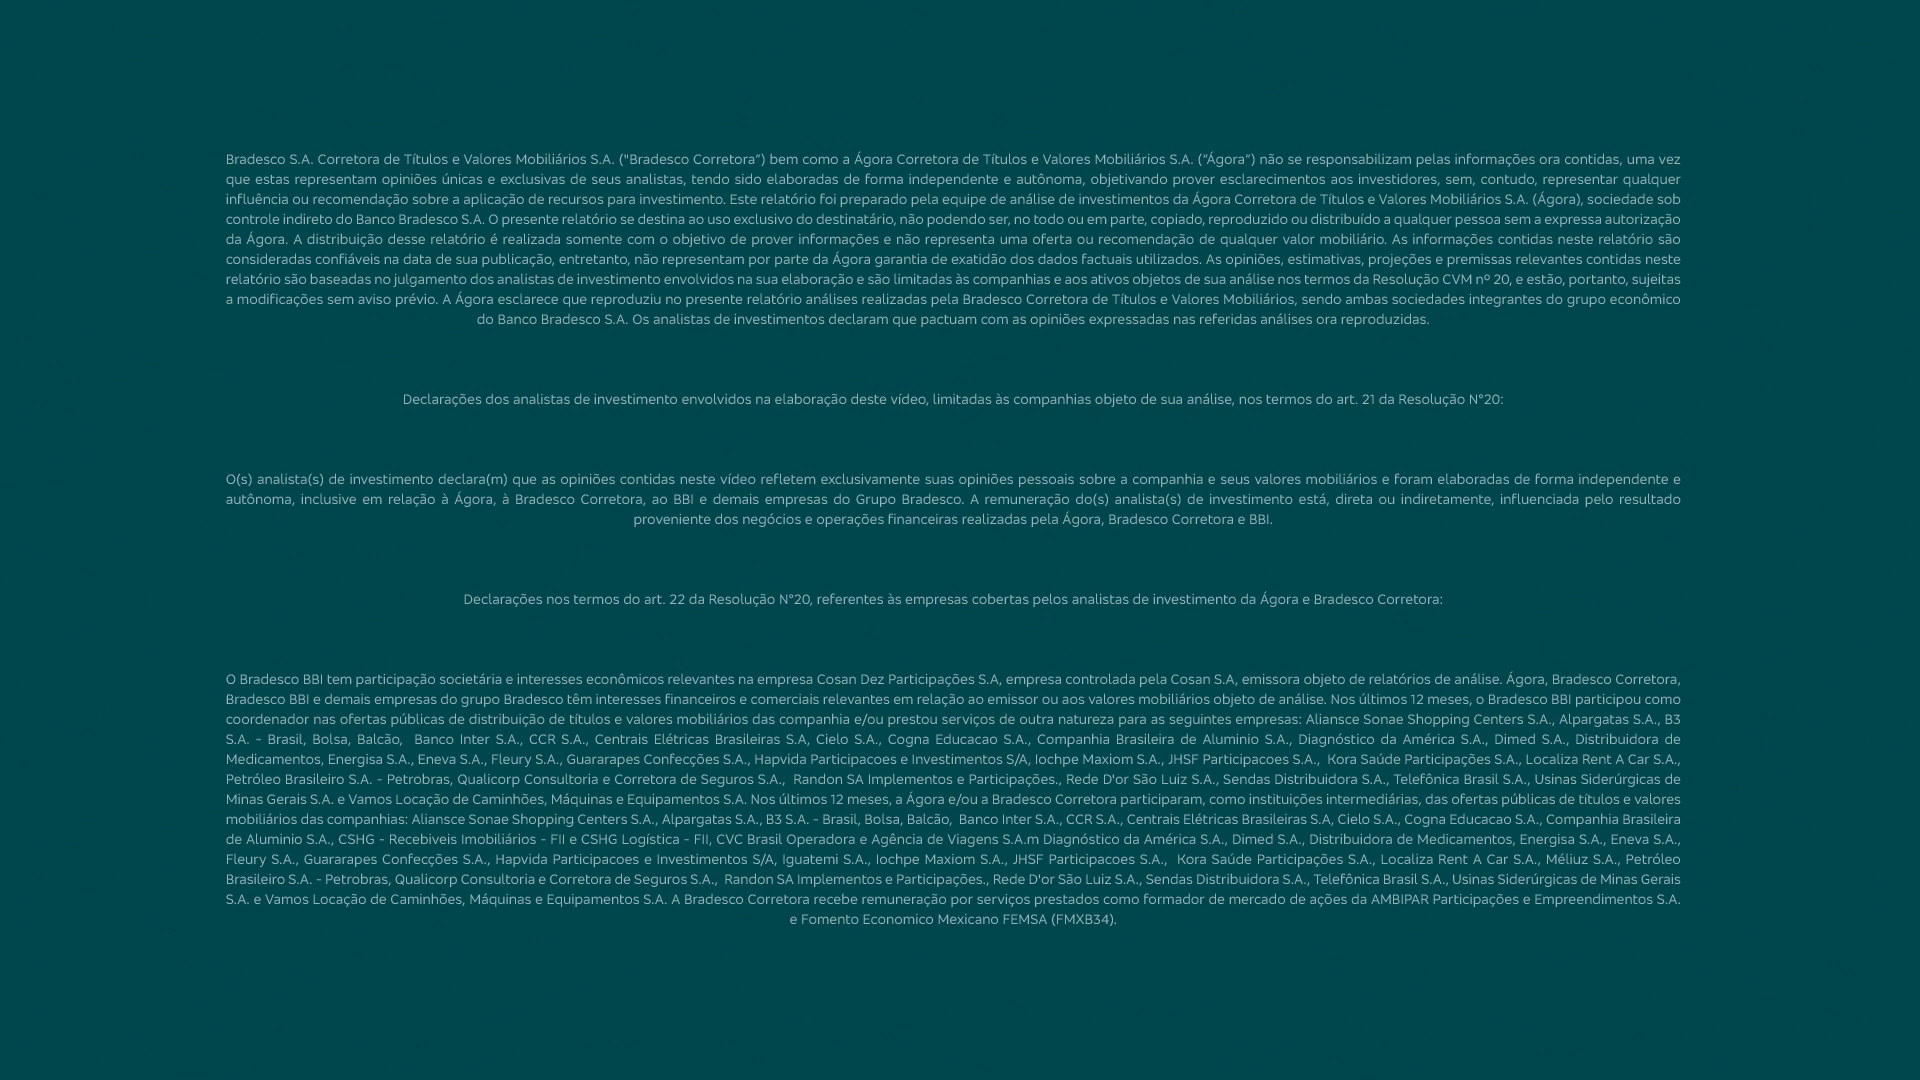 Bradesco S.A. Corretora de Títulos e Valores Mobiliários S.A. ("Bradesco Corretora”) bem como a Ágora Corretora de Títulos e Valores Mobiliários S.A. (“Ágora”) não se responsabilizam pelas informações ora contidas, uma vez
que estas representam opiniões únicas e exclusivas de seus analistas, tendo sido elaboradas de forma independente e autônoma, objetivando prover esclarecimentos aos investidores, sem, contudo, representar qualquer
influência ou recomendação sobre a aplicação de recursos para investimento. Este relatório foi preparado pela equipe de análise de investimentos da Ágora Corretora de Títulos e Valores Mobiliários S.A. (Ágora), sociedade sob
controle indireto do Banco Bradesco S.A. O presente relatório se destina ao uso exclusivo do destinatário, não podendo ser, no todo ou em parte, copiado, reproduzido ou distribuído a qualquer pessoa sem a expressa autorização
da Ágora. A distribuição desse relatório é realizada somente com o objetivo de prover informações e não representa uma oferta ou recomendação de qualquer valor mobiliário. As informações contidas neste relatório são
consideradas confiáveis na data de sua publicação, entretanto, não representam por parte da Ágora garantia de exatidão dos dados factuais utilizados. As opiniões, estimativas, projeções e premissas relevantes contidas neste
relatório são baseadas no julgamento dos analistas de investimento envolvidos na sua elaboração e são limitadas às companhias e aos ativos objetos de sua análise nos termos da Resolução CVM nº 20, e estão, portanto, sujeitas
a modificações sem aviso prévio. A Ágora esclarece que reproduziu no presente relatório análises realizadas pela Bradesco Corretora de Títulos e Valores Mobiliários, sendo ambas sociedades integrantes do grupo econômico
do Banco Bradesco S.A. Os analistas de investimentos declaram que pactuam com as opiniões expressadas nas referidas análises ora reproduzidas.
Declarações dos analistas de investimento envolvidos na elaboração deste vídeo, limitadas às companhias objeto de sua análise, nos termos do art. 21 da Resolução N°20:
O(s) analista(s) de investimento declara(m) que as opiniões contidas neste vídeo refletem exclusivamente suas opiniões pessoais sobre a companhia e seus valores mobiliários e foram elaboradas de forma independente e
autônoma, inclusive em relação à Ágora, à Bradesco Corretora, ao BBI e demais empresas do Grupo Bradesco. A remuneração do(s) analista(s) de investimento está, direta ou indiretamente, influenciada pelo resultado
proveniente dos negócios e operações financeiras realizadas pela Ágora, Bradesco Corretora e BBI.
Declarações nos termos do art. 22 da Resolução N°20, referentes às empresas cobertas pelos analistas de investimento da Ágora e Bradesco Corretora:
O Bradesco BBI tem participação societária e interesses econômicos relevantes na empresa Cosan Dez Participações S.A, empresa controlada pela Cosan S.A, emissora objeto de relatórios de análise. Ágora, Bradesco Corretora,
Bradesco BBI e demais empresas do grupo Bradesco têm interesses financeiros e comerciais relevantes em relação ao emissor ou aos valores mobiliários objeto de análise. Nos últimos 12 meses, o Bradesco BBI participou como
coordenador nas ofertas públicas de distribuição de títulos e valores mobiliários das companhia e/ou prestou serviços de outra natureza para as seguintes empresas: Aliansce Sonae Shopping Centers S.A., Alpargatas S.A., B3
S.A. - Brasil, Bolsa, Balcão, Banco Inter S.A., CCR S.A., Centrais Elétricas Brasileiras S.A, Cielo S.A., Cogna Educacao S.A., Companhia Brasileira de Aluminio S.A., Diagnóstico da América S.A., Dimed S.A., Distribuidora de
Medicamentos, Energisa S.A., Eneva S.A., Fleury S.A., Guararapes Confecções S.A., Hapvida Participacoes e Investimentos S/A, Iochpe Maxiom S.A., JHSF Participacoes S.A., Kora Saúde Participações S.A., Localiza Rent A Car S.A.,
Petróleo Brasileiro S.A. - Petrobras, Qualicorp Consultoria e Corretora de Seguros S.A., Randon SA Implementos e Participações., Rede D'or São Luiz S.A., Sendas Distribuidora S.A., Telefônica Brasil S.A., Usinas Siderúrgicas de
Minas Gerais S.A. e Vamos Locação de Caminhões, Máquinas e Equipamentos S.A. Nos últimos 12 meses, a Ágora e/ou a Bradesco Corretora participaram, como instituições intermediárias, das ofertas públicas de títulos e valores
mobiliários das companhias: Aliansce Sonae Shopping Centers S.A., Alpargatas S.A., B3 S.A. - Brasil, Bolsa, Balcão, Banco Inter S.A., CCR S.A., Centrais Elétricas Brasileiras S.A, Cielo S.A., Cogna Educacao S.A., Companhia Brasileira
de Aluminio S.A., CSHG - Recebiveis Imobiliários - FII e CSHG Logística - FII, CVC Brasil Operadora e Agência de Viagens S.A.m Diagnóstico da América S.A., Dimed S.A., Distribuidora de Medicamentos, Energisa S.A., Eneva S.A.,
Fleury S.A., Guararapes Confecções S.A., Hapvida Participacoes e Investimentos S/A, Iguatemi S.A., Iochpe Maxiom S.A., JHSF Participacoes S.A., Kora Saúde Participações S.A., Localiza Rent A Car S.A., Méliuz S.A., Petróleo
Brasileiro S.A. - Petrobras, Qualicorp Consultoria e Corretora de Seguros S.A., Randon SA Implementos e Participações., Rede D'or São Luiz S.A., Sendas Distribuidora S.A., Telefônica Brasil S.A., Usinas Siderúrgicas de Minas Gerais
S.A. e Vamos Locação de Caminhões, Máquinas e Equipamentos S.A. A Bradesco Corretora recebe remuneração por serviços prestados como formador de mercado de ações da AMBIPAR Participações e Empreendimentos S.A.
e Fomento Economico Mexicano FEMSA (FMXB34).